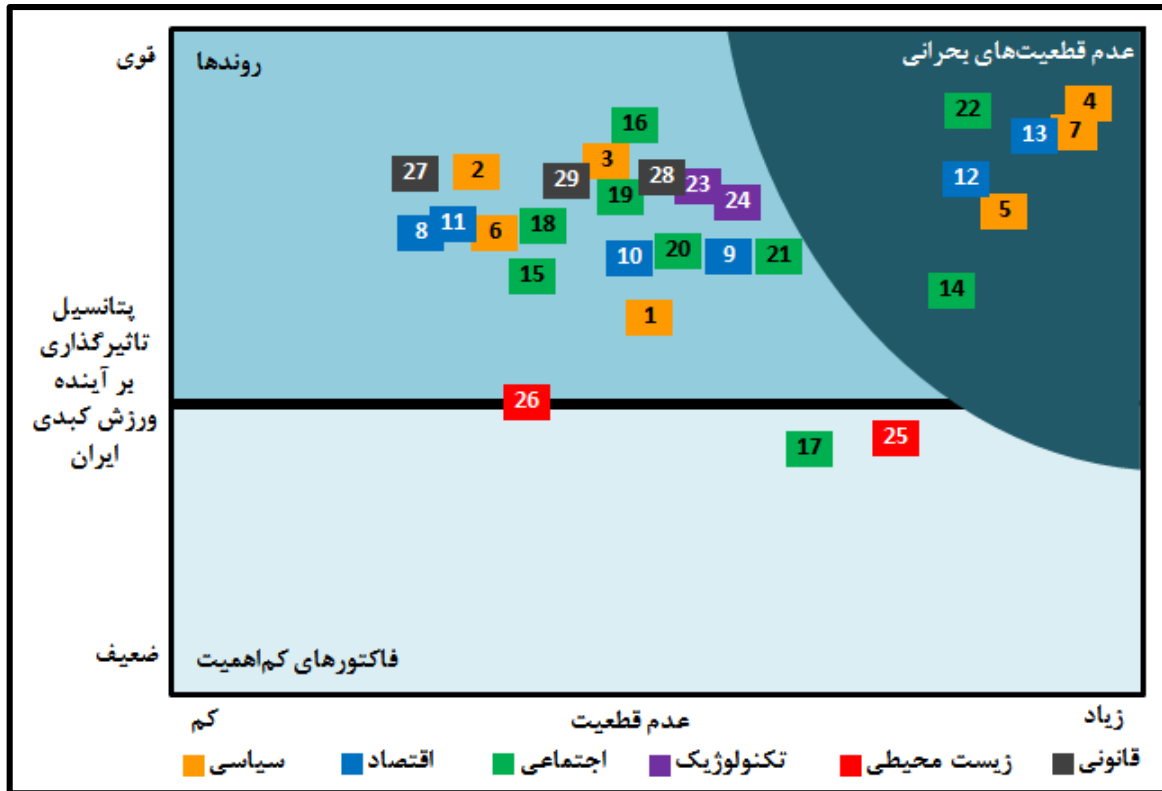 قوی
روندها
عدم قطعیت‌های بحرانی
4
22
16
13
7
3
2
27
29
28
23
12
19
24
5
11
18
8
6
20
10
9
21
15
14
1
پتانسیل
تاثیرگذاری
بر آینده
ورزش کبدی
ایران
26
25
17
ضعیف
فاکتورهای کم‌اهمیت
زیاد
عدم قطعیت
کم
قانونی
زیست محیطی
تکنولوژیک
اجتماعی
اقتصاد
سیاسی